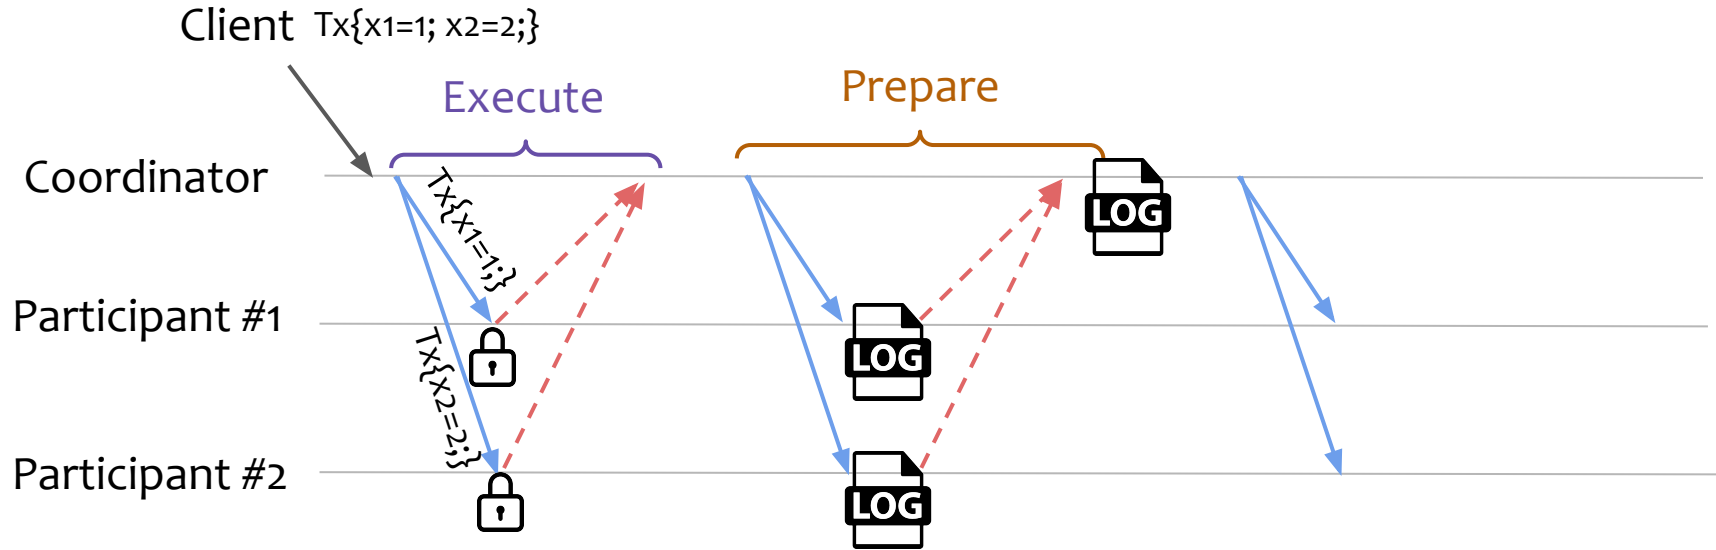 Client Tx{x1=1; x2=2;}
Execute
Prepare
Coordinator
Tx{x1=1;}
LOG
Participant #1
Tx{x2=2;}
LOG
Participant #2
LOG